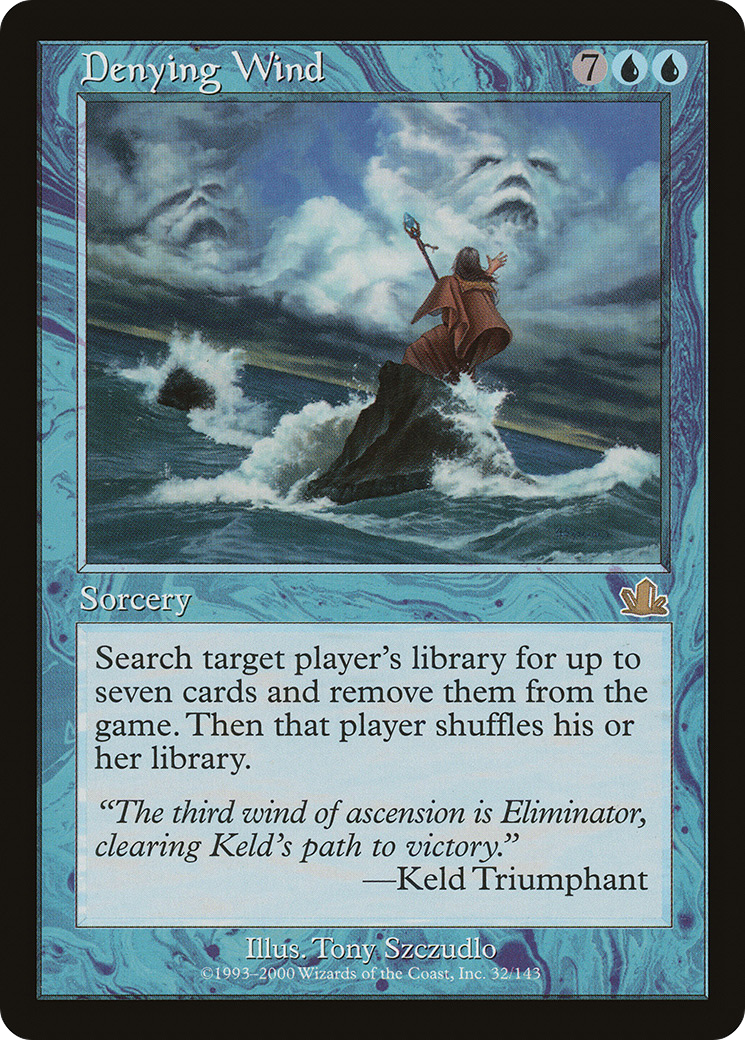 Denying Wind 7
Sorcery
Search target player's library for up to
seven cards and remove them from the
game. Then that player shuffles his or
her library.
"The third wind of ascension is Eliminator,
clearing Keld's path to victory."
—Keld Triumphant
Illus. Tony Szczudlo
©1993–2000 Wizards of the Coast, Inc. 32/143